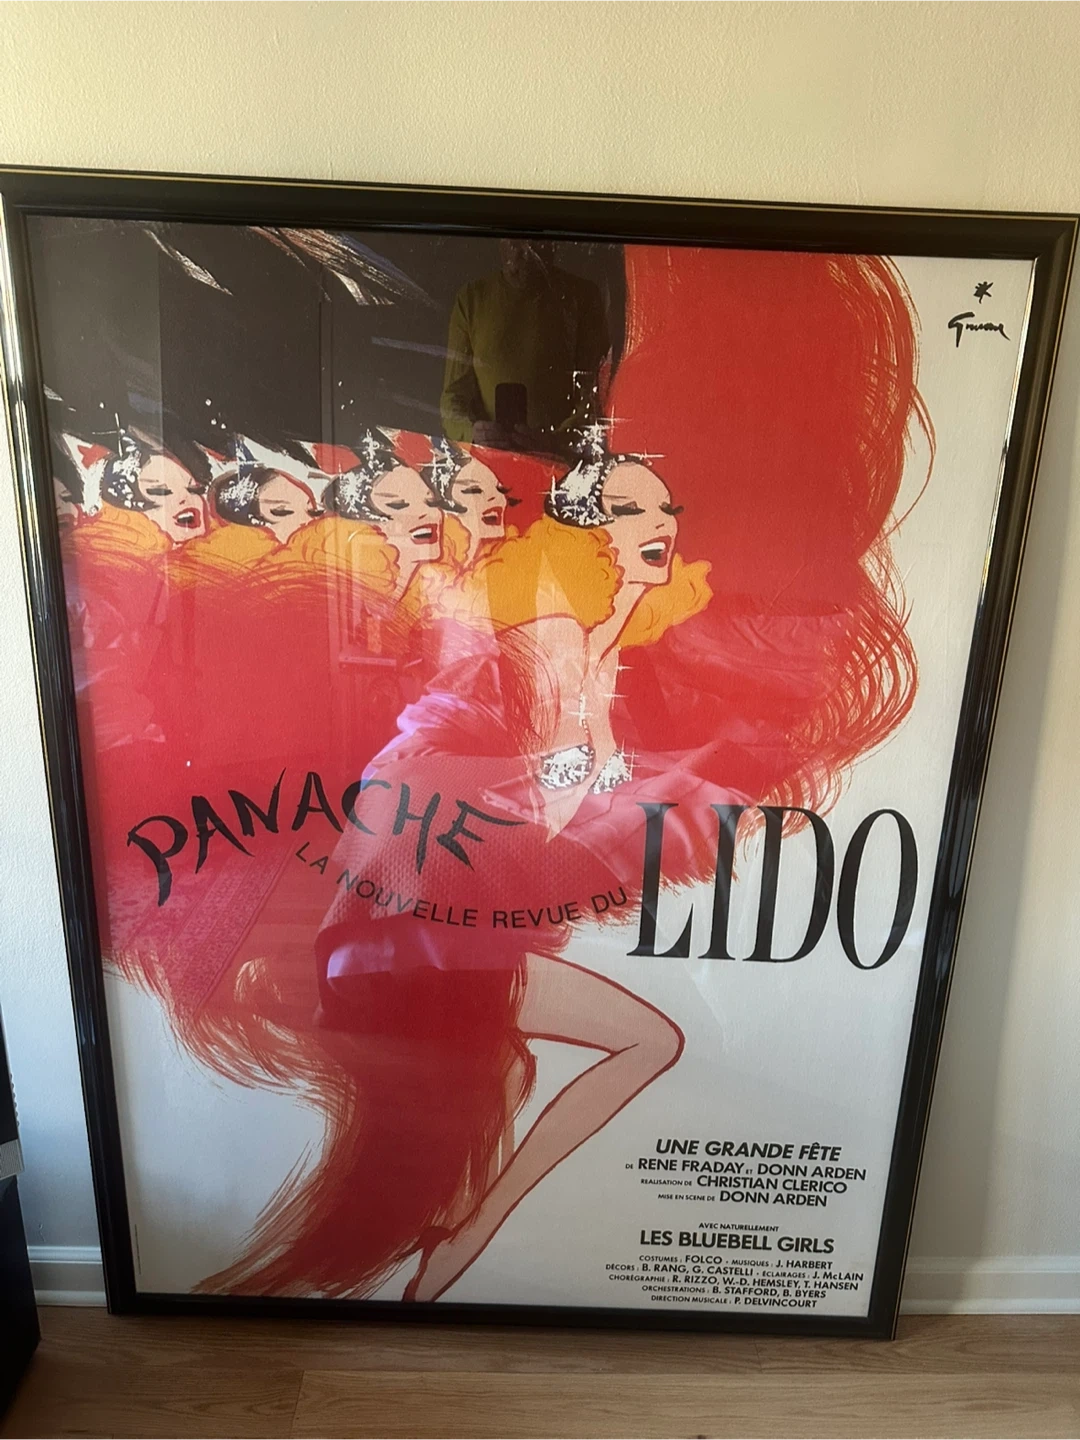 Gruau
PANACHE
LA NOUVELLE REVUE DU
LIDO
UNE GRANDE FÊTE
DE RENE FRADAY ET DONN ARDEN
REALISATION DE CHRISTIAN CLERICO
MISE EN SCENE DE DONN ARDEN
AVEC NATURELLEMENT
LES BLUEBELL GIRLS
COSTUMES : FOLCO - MUSIQUES : J. HARBERT
DÉCORS : B. RANG, G. CASTELLI - ÉCLAIRAGES : J. McLAIN
CHORÉGRAPHIE : R. RIZZO, W.-D. HEMSLEY, T. HANSEN
ORCHESTRATIONS : B. STAFFORD, B. BYERS
DIRECTION MUSICALE : P. DELVINCOURT